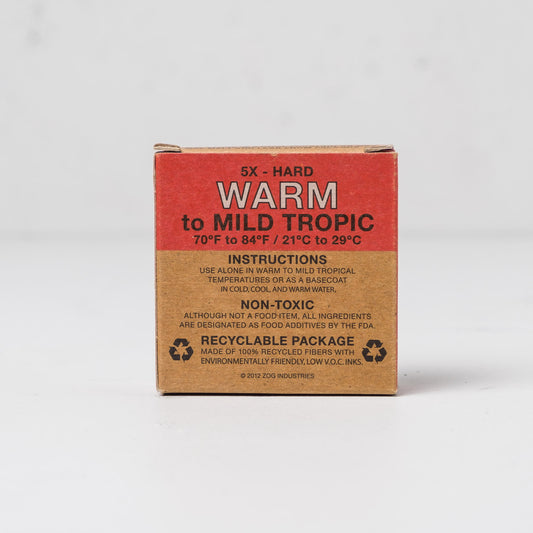 5X - HARD
WARM
to MILD TROPIC
70°F to 84°F / 21°C to 29°C
INSTRUCTIONS
USE ALONE IN WARM TO MILD TROPICAL
TEMPERATURES OR AS A BASECOAT
IN COLD, COOL, AND WARM WATER.
NON-TOXIC
ALTHOUGH NOT A FOOD ITEM, ALL INGREDIENTS
ARE DESIGNATED AS FOOD ADDITIVES BY THE FDA.
RECYCLABLE PACKAGE
MADE OF 100% RECYCLED FIBERS WITH
ENVIRONMENTALLY FRIENDLY, LOW V.O.C. INKS.
© 2012 ZOG INDUSTRIES